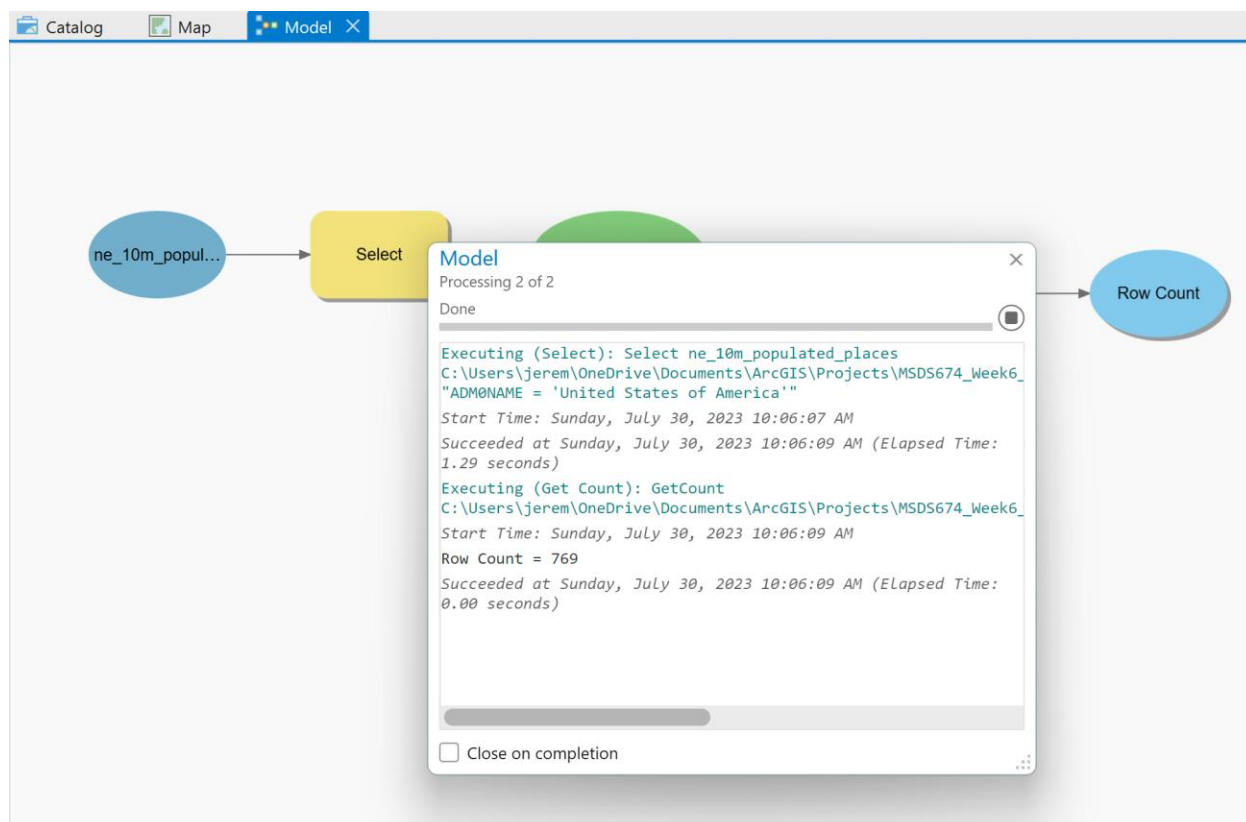 Catalog Map Model
ne_10m_popul...
Select
Row Count
Model
Processing 2 of 2
Done
Executing (Select): Select ne_10m_populated_places
C:\Users\jerem\OneDrive\Documents\ArcGIS\Projects\MSDS674_Week6_
"ADM0NAME = 'United States of America'"
Start Time: Sunday, July 30, 2023 10:06:07 AM
Succeeded at Sunday, July 30, 2023 10:06:09 AM (Elapsed Time:
1.29 seconds)
Executing (Get Count): GetCount
C:\Users\jerem\OneDrive\Documents\ArcGIS\Projects\MSDS674_Week6_
Start Time: Sunday, July 30, 2023 10:06:09 AM
Row Count = 769
Succeeded at Sunday, July 30, 2023 10:06:09 AM (Elapsed Time:
0.00 seconds)
Close on completion